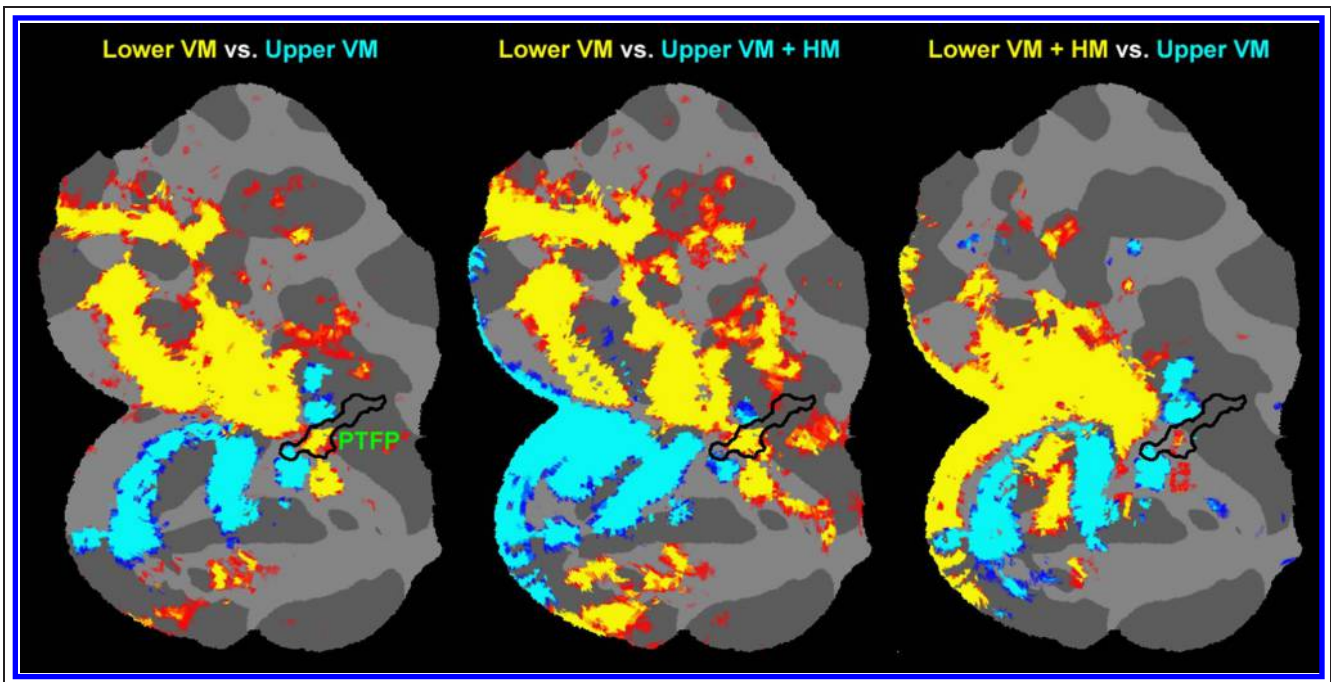 Lower VM vs. Upper VM
Lower VM vs. Upper VM + HM
Lower VM + HM vs. Upper VM
PTFP